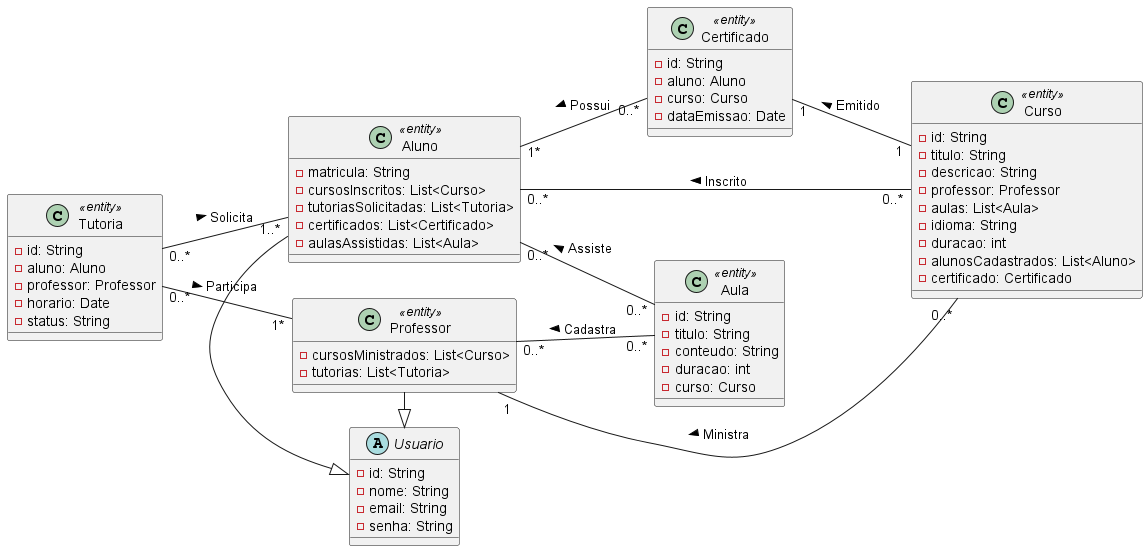 «entity»
Certificado
id: String
aluno: Aluno
curso: Curso
dataEmissao: Date
«entity»
Curso
id: String
titulo: String
descricao: String
professor: Professor
aulas: List<Aula>
idioma: String
duracao: int
alunosCadastrados: List<Aluno>
certificado: Certificado
«entity»
Aluno
matricula: String
cursosInscritos: List<Curso>
tutoriasSolicitadas: List<Tutoria>
certificados: List<Certificado>
aulasAssistidas: List<Aula>
«entity»
Tutoria
id: String
aluno: Aluno
professor: Professor
horario: Date
status: String
«entity»
Aula
id: String
titulo: String
conteudo: String
duracao: int
curso: Curso
«entity»
Professor
cursosMinistrados: List<Curso>
tutorias: List<Tutoria>
Usuario
id: String
nome: String
email: String
senha: String
Possui
0..*
1*
Emitido
1
1
Inscrito
0..*
0..*
Solicita
0..*
1..*
Participa
0..*
1*
Assiste
0..*
0..*
Cadastra
0..*
0..*
Ministra
1
0..*
C
C
C
C
C
C
A